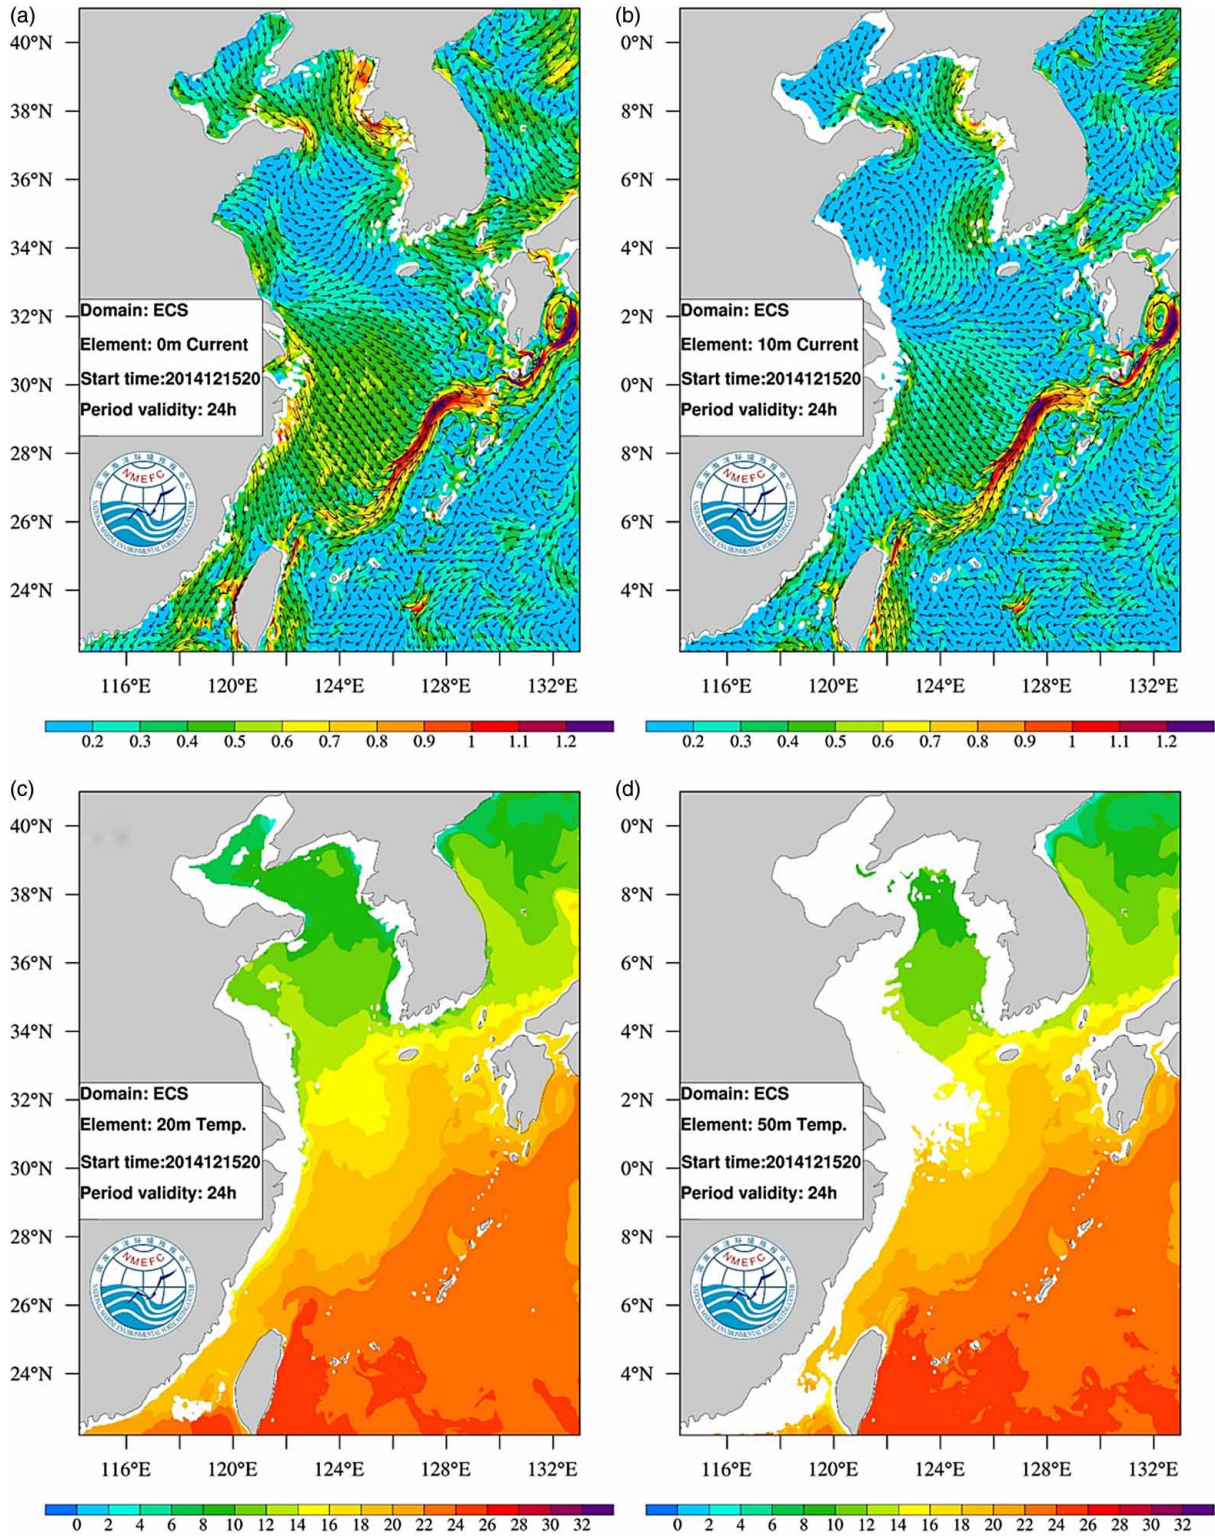 (a)
40°N
38°N
36°N
34°N
32°N
30°N
28°N
26°N
24°N
Domain: ECS
Element: 0m Current
Start time:2014121520
Period validity: 24h
NMEFC
116°E 120°E 124°E 128°E 132°E
0.2 0.3 0.4 0.5 0.6 0.7 0.8 0.9 1 1.1 1.2
(b)
0°N
8°N
6°N
4°N
2°N
0°N
8°N
6°N
4°N
Domain: ECS
Element: 10m Current
Start time:2014121520
Period validity: 24h
NMEFC
116°E 120°E 124°E 128°E 132°E
0.2 0.3 0.4 0.5 0.6 0.7 0.8 0.9 1 1.1 1.2
(c)
40°N
38°N
36°N
34°N
32°N
30°N
28°N
26°N
24°N
Domain: ECS
Element: 20m Temp.
Start time:2014121520
Period validity: 24h
NMEFC
116°E 120°E 124°E 128°E 132°E
0 2 4 6 8 10 12 14 16 18 20 22 24 26 28 30 32
(d)
0°N
8°N
6°N
4°N
2°N
0°N
8°N
6°N
4°N
Domain: ECS
Element: 50m Temp.
Start time:2014121520
Period validity: 24h
NMEFC
116°E 120°E 124°E 128°E 132°E
0 2 4 6 8 10 12 14 16 18 20 22 24 26 28 30 32